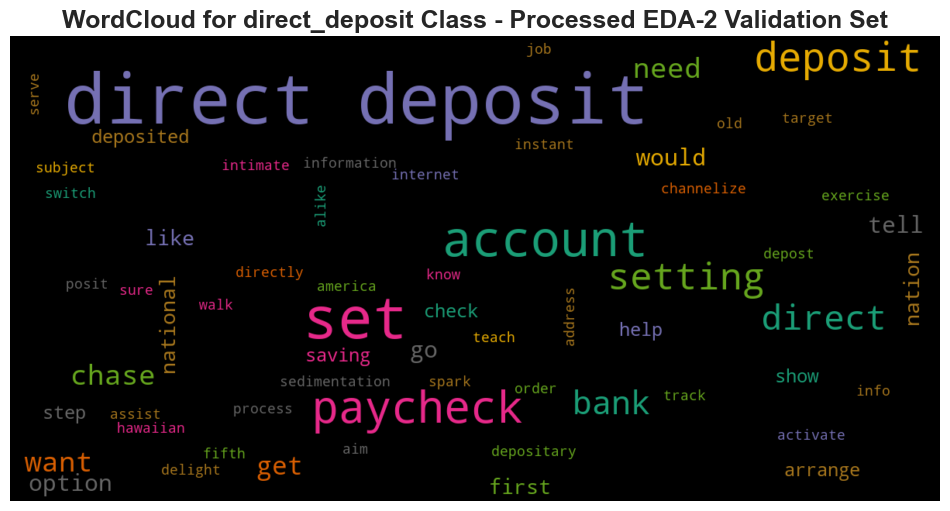 WordCloud for direct_deposit Class - Processed EDA-2 Validation Set
job
deposit
need
serve
direct deposit
old
target
deposited
instant
subject
intimate
information
would
internet
switch
alike
channelize
exercise
like
account
tell
depost
directly
know
setting
nation
posit
sure
america
national
walk
set
check
address
direct
teach
help
saving
go
chase
sedimentation
spark
show
order
track
info
step
assist
process
paycheck
bank
hawaiian
activate
fifth
aim
depositary
want
delight
get
arrange
option
first